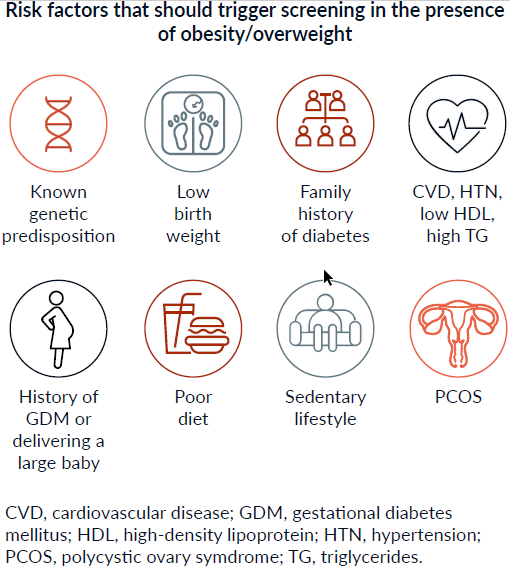 Risk factors that should trigger screening in the presence
of obesity/overweight
Known
genetic
predisposition
Low
birth
weight
Family
history
of diabetes
CVD, HTN,
low HDL,
high TG
History of
GDM or
delivering a
large baby
Poor
diet
Sedentary
lifestyle
PCOS
CVD, cardiovascular disease; GDM, gestational diabetes
mellitus; HDL, high-density lipoprotein; HTN, hypertension;
PCOS, polycystic ovary symdrome; TG, triglycerides.